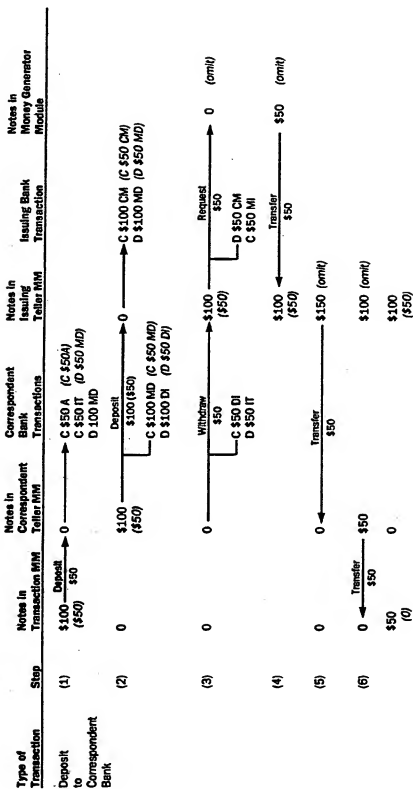 Type of Transaction
Step
Notes in Transaction MM
Notes in Correspondent Teller MM
Correspondent Bank Transactions
Notes in Issuing Teller MM
Issuing Bank Transaction
Notes in Money Generator Module
Deposit to Correspondent Bank
(1)
$100 Deposit 0 C $50 A (C $50A)
($50) $50 C $50 IT (D $50 MD)
D 100 MD
(2)
0 $100 Deposit 0 C $100 CM (C $50 CM)
($50) $100 ($50) D $100 MD (D $50 MD)
C $100 MD (C $50 MD)
D $100 DI (D $50 DI)
(3)
0 0 Withdraw $100 Request 0 (omit)
$50 ($50) $50
C $50 DI D $50 CM
D $50 IT C $50 MI
(4)
$100 Transfer $50 (omit)
($50) $50
(5)
0 0 Transfer $150 (omit)
$50
(6)
0 Transfer $50 $100 (omit)
$50
$50 0 $100
(0) ($50)